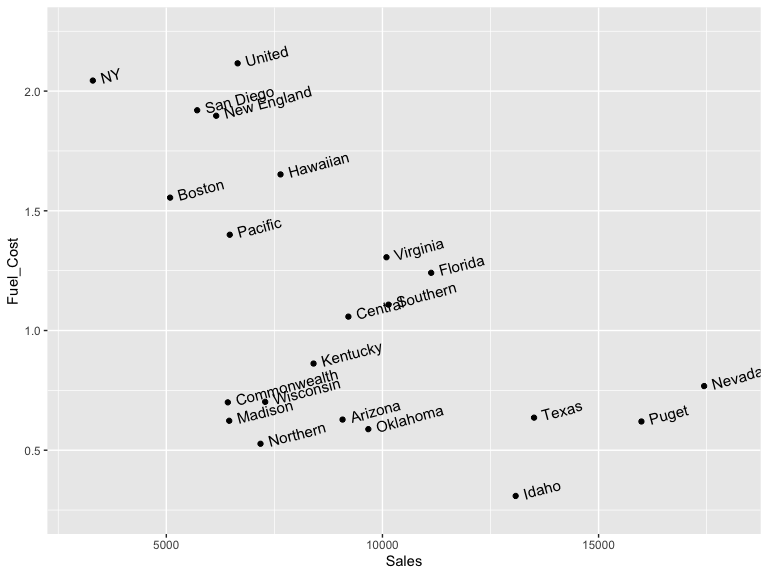 United
NY
2.0
San Diego
New England
Hawaiian
Boston
1.5
Pacific
Virginia
Florida
Southern
Central
1.0
Kentucky
Nevada
Commonwealth
Wisconsin
Madison
Arizona
Oklahoma
Texas
Puget
Northern
0.5
Idaho
Fuel_Cost
5000
10000
15000
Sales